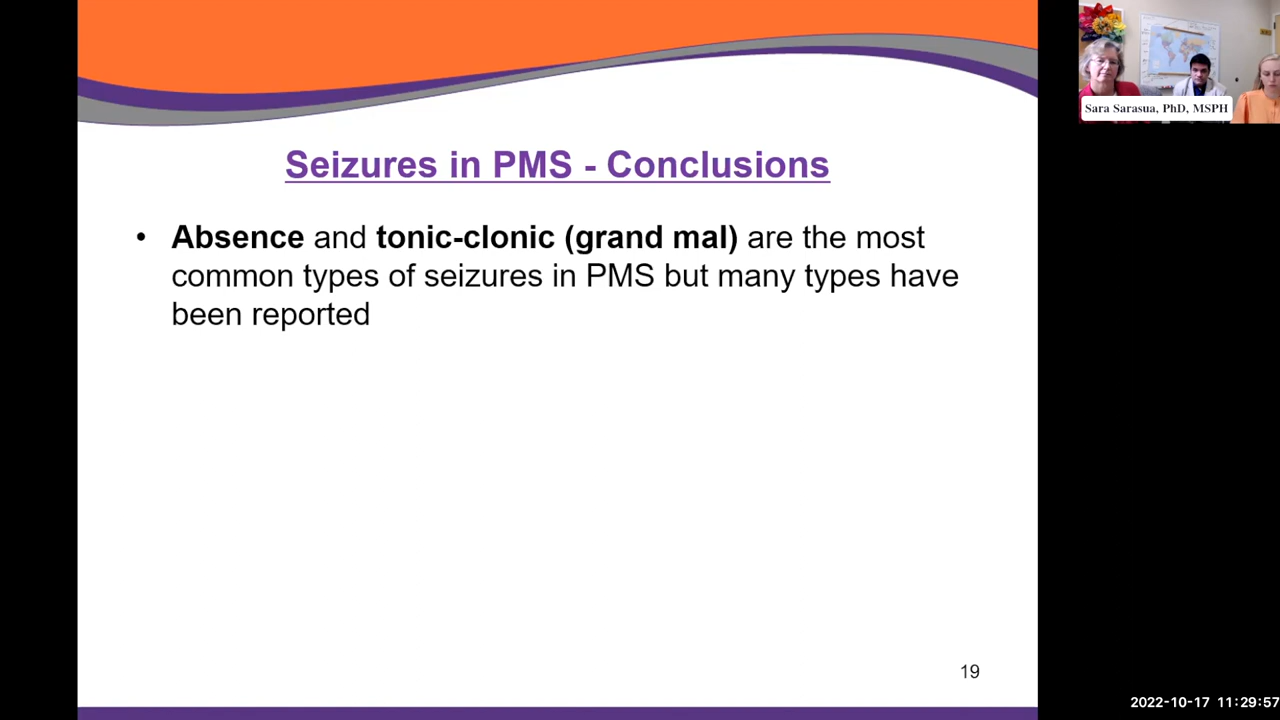 Seizures in PMS - Conclusions
• Absence and tonic-clonic (grand mal) are the most
common types of seizures in PMS but many types have
been reported
19
Sara Sarasua, PhD, MSPH
2022-10-17 11:29:57